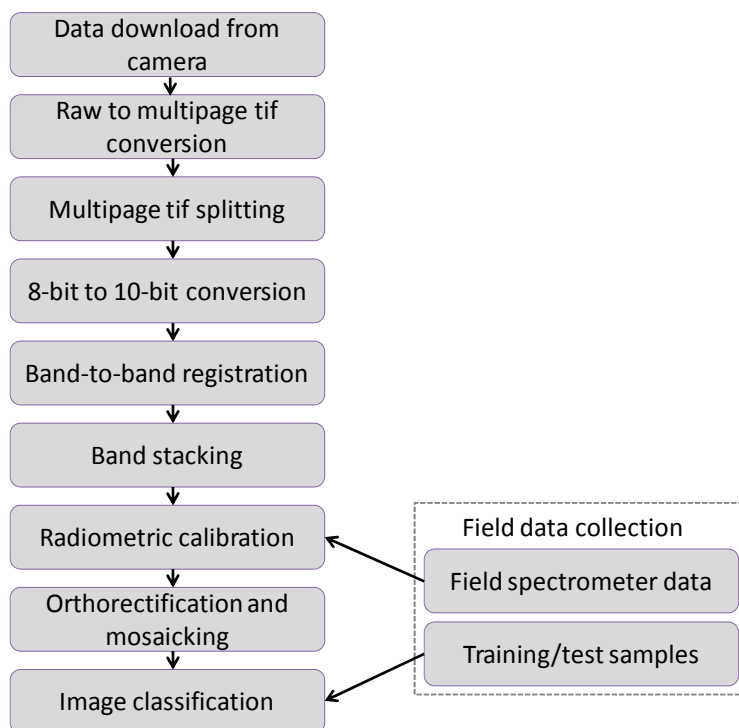 Data download from
camera
Raw to multipage tif
conversion
Multipage tif splitting
8-bit to 10-bit conversion
Band-to-band registration
Band stacking
Radiometric calibration
Orthorectification and
mosaicking
Image classification
Field data collection
Field spectrometer data
Training/test samples